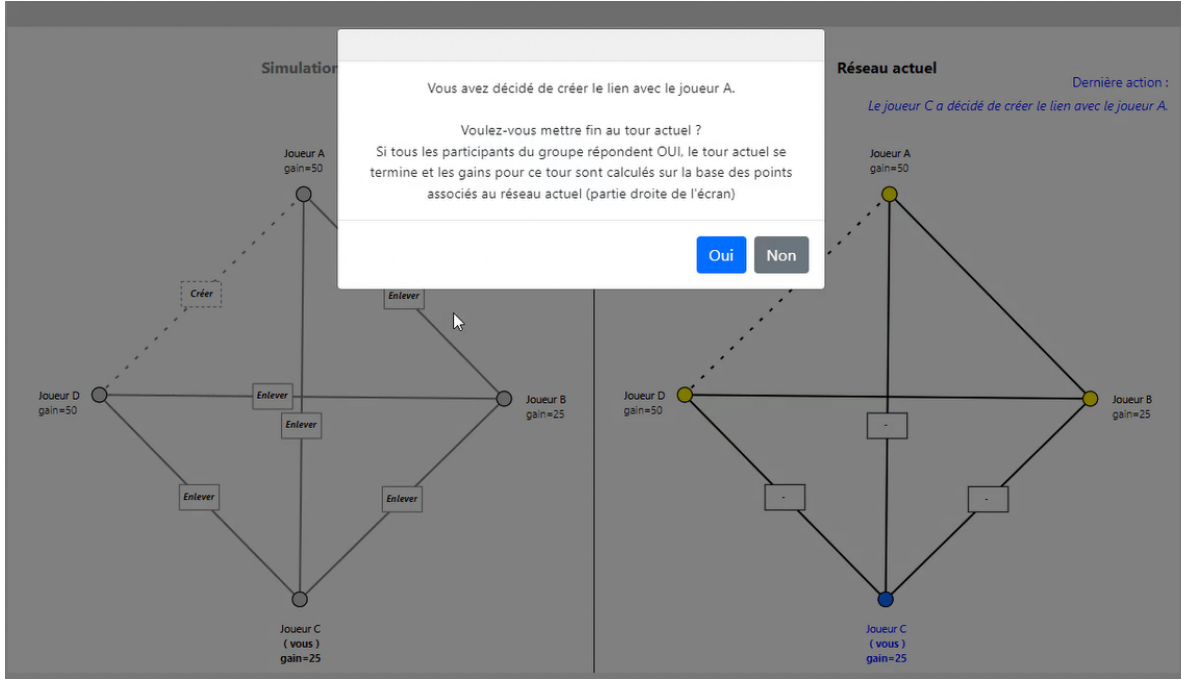 Simulation
Réseau actuel
Dernière action :
Le joueur C a décidé de créer le lien avec le joueur A.
Vous avez décidé de créer le lien avec le joueur A.
Voulez-vous mettre fin au tour actuel ?
Si tous les participants du groupe répondent OUI, le tour actuel se
termine et les gains pour ce tour sont calculés sur la base des points
associés au réseau actuel (partie droite de l'écran)
Oui
Non
Joueur A
gain=50
Créer
Enlever
Joueur D
gain=50
Enlever
Enlever
Joueur B
gain=25
Enlever
Enlever
Joueur C
( vous )
gain=25
Joueur A
gain=50
Joueur D
gain=50
-
Joueur B
gain=25
-
-
Joueur C
( vous )
gain=25